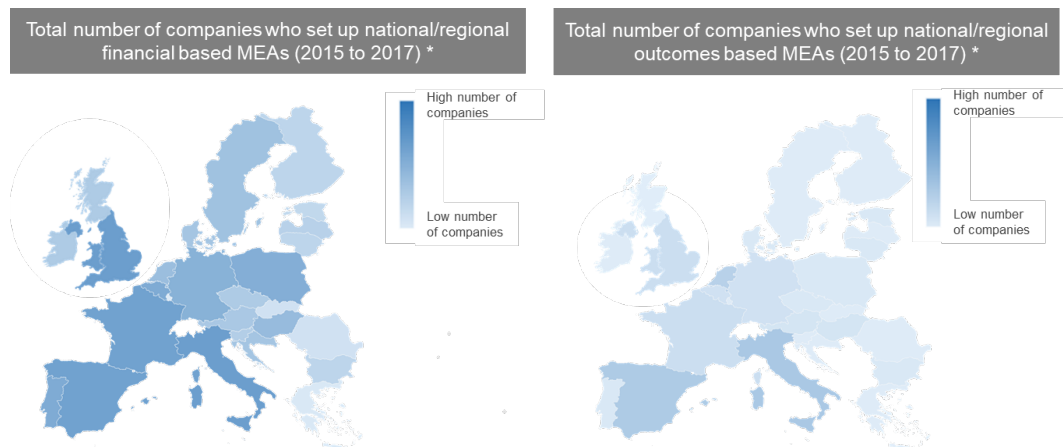 Total number of companies who set up national/regional
financial based MEAs (2015 to 2017) *
High number of
companies
Low number
of companies
Total number of companies who set up national/regional
outcomes based MEAs (2015 to 2017) *
High number of
companies
Low number
of companies